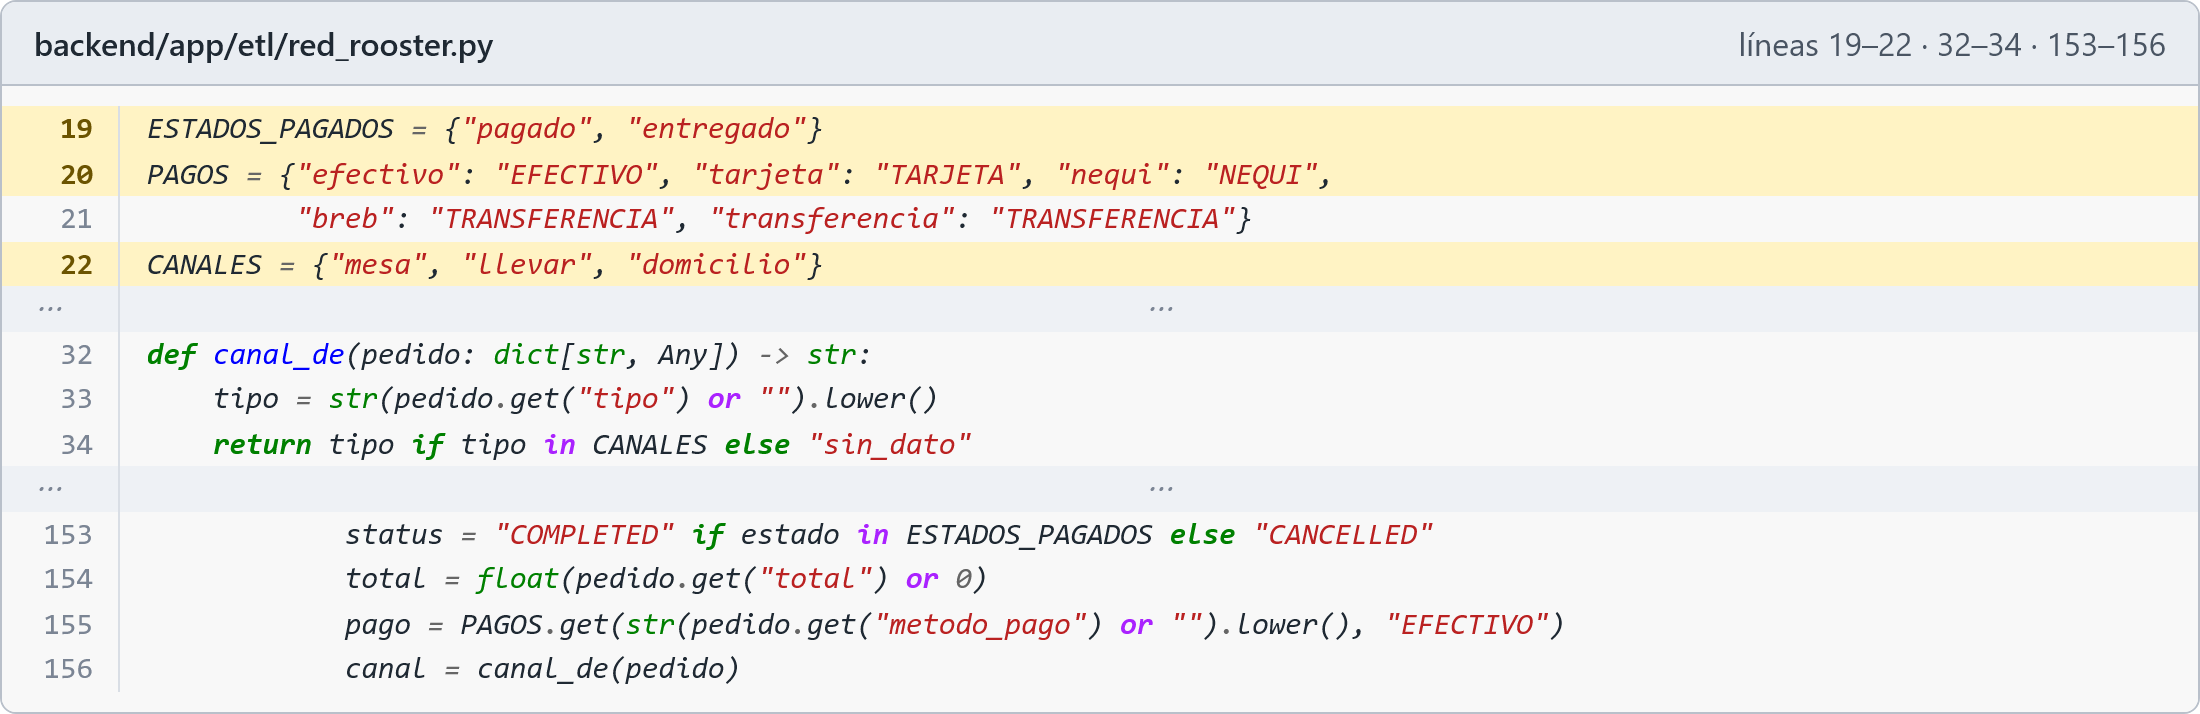 backend/app/etl/red_rooster.py líneas 19–22 · 32–34 · 153–156
19 ESTADOS_PAGADOS = {"pagado", "entregado"}
20 PAGOS = {"efectivo": "EFECTIVO", "tarjeta": "TARJETA", "nequi": "NEQUI",
21 "breb": "TRANSFERENCIA", "transferencia": "TRANSFERENCIA"}
22 CANALES = {"mesa", "llevar", "domicilio"}
... ...
32 def canal_de(pedido: dict[str, Any]) -> str:
33 tipo = str(pedido.get("tipo") or "").lower()
34 return tipo if tipo in CANALES else "sin_dato"
... ...
153 status = "COMPLETED" if estado in ESTADOS_PAGADOS else "CANCELLED"
154 total = float(pedido.get("total") or 0)
155 pago = PAGOS.get(str(pedido.get("metodo_pago") or "").lower(), "EFECTIVO")
156 canal = canal_de(pedido)